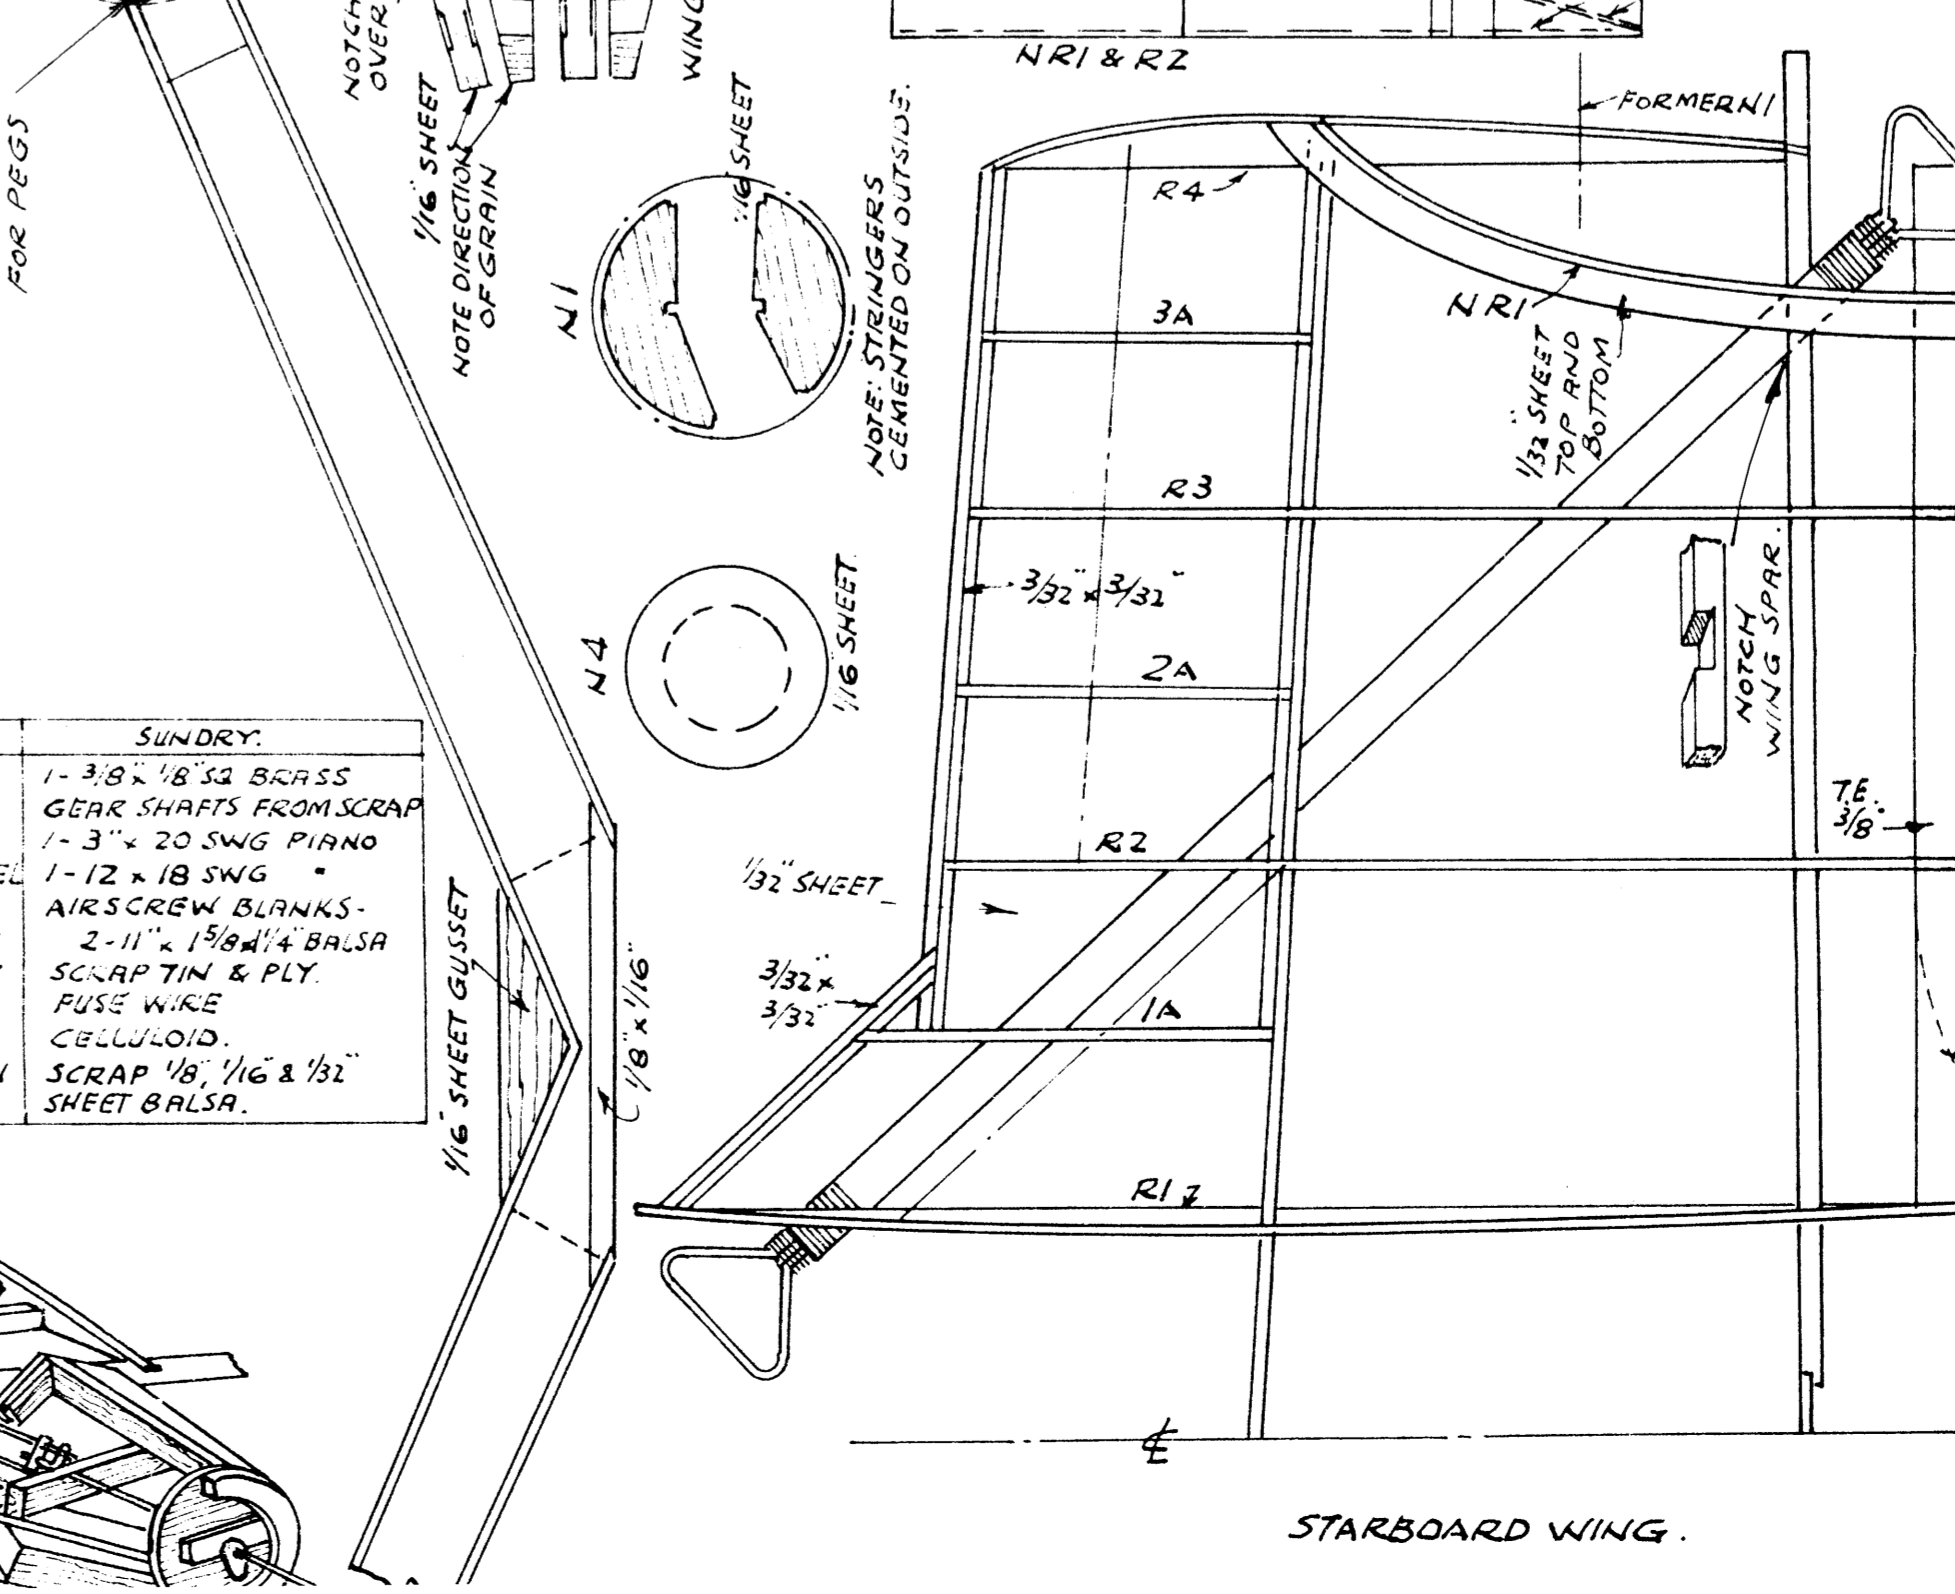 FOR PEGS
NOTCH
OVER
1/16" SHEET
NOTE DIRECTION
OF GRAIN
WING
1/16" SHEET
N1
NOTE: STRINGERS
CEMENTED ON OUTSIDE.
N4
1/16" SHEET.
NR1 & R2
FORMER N1
R4
3A
NR1
1/32" SHEET
TOP AND
BOTTOM
R3
3/32" x 3/32"
2A
NOTCH
WING SPAR.
T.E.
3/8"
R2
1/32" SHEET
3/32" x
3/32"
1A
R1
SUNDRY.
1 - 3/8" x 1/8" SQ BRASS
GEAR SHAFTS FROM SCRAP
1 - 3" x 20 SWG PIANO
1 - 12 x 18 SWG "
AIRSCREW BLANKS -
2 - 11" x 1 5/8 x 1 1/4" BALSA
SCRAP TIN & PLY.
FUSE WIRE
CELLULOID.
SCRAP 1/8", 1/16" & 1/32"
SHEET BALSA.
1/16" SHEET GUSSET
1/8" x 1/16"
℄
STARBOARD WING.